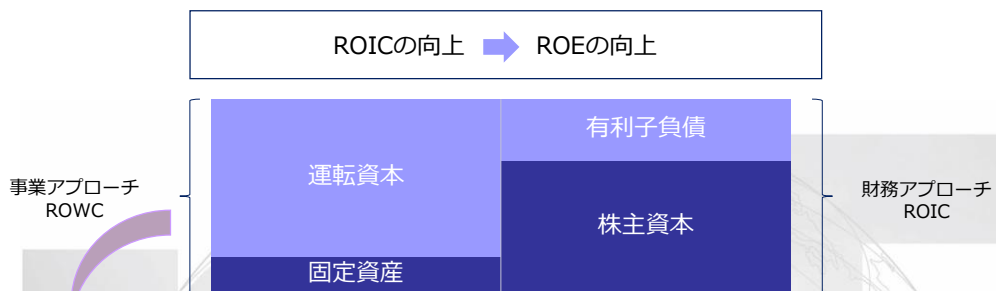 ROICの向上 ROEの向上
事業アプローチ
ROWC
運転資本
固定資産
有利子負債
株主資本
財務アプローチ
ROIC